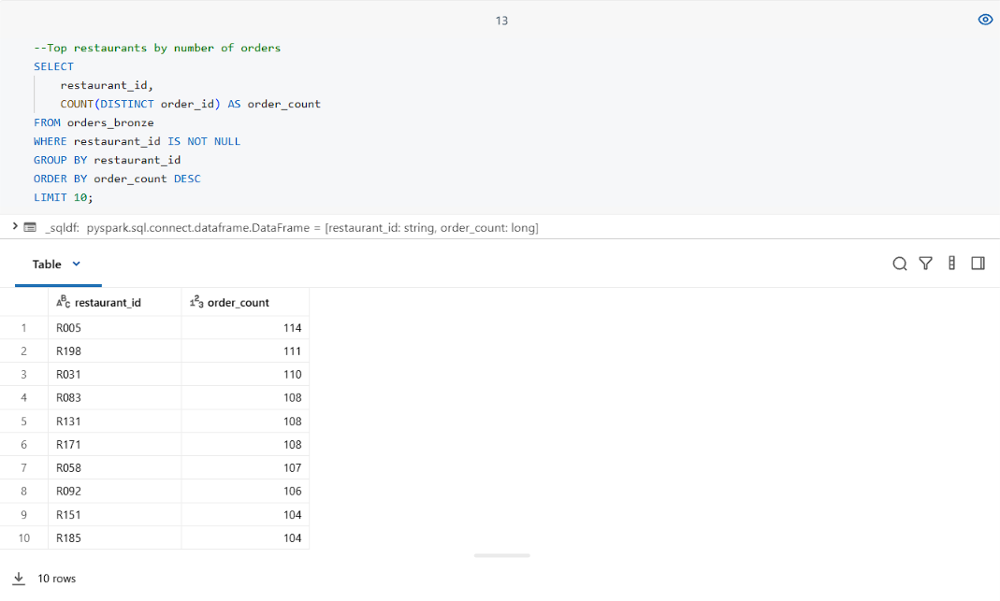 13
--Top restaurants by number of orders
SELECT
restaurant_id,
COUNT(DISTINCT order_id) AS order_count
FROM orders_bronze
WHERE restaurant_id IS NOT NULL
GROUP BY restaurant_id
ORDER BY order_count DESC
LIMIT 10;
_sqldf: pyspark.sql.connect.dataframe.DataFrame = [restaurant_id: string, order_count: long]
Table
ABC restaurant_id 123 order_count
1 R005 114
2 R198 111
3 R031 110
4 R083 108
5 R131 108
6 R171 108
7 R058 107
8 R092 106
9 R151 104
10 R185 104
10 rows